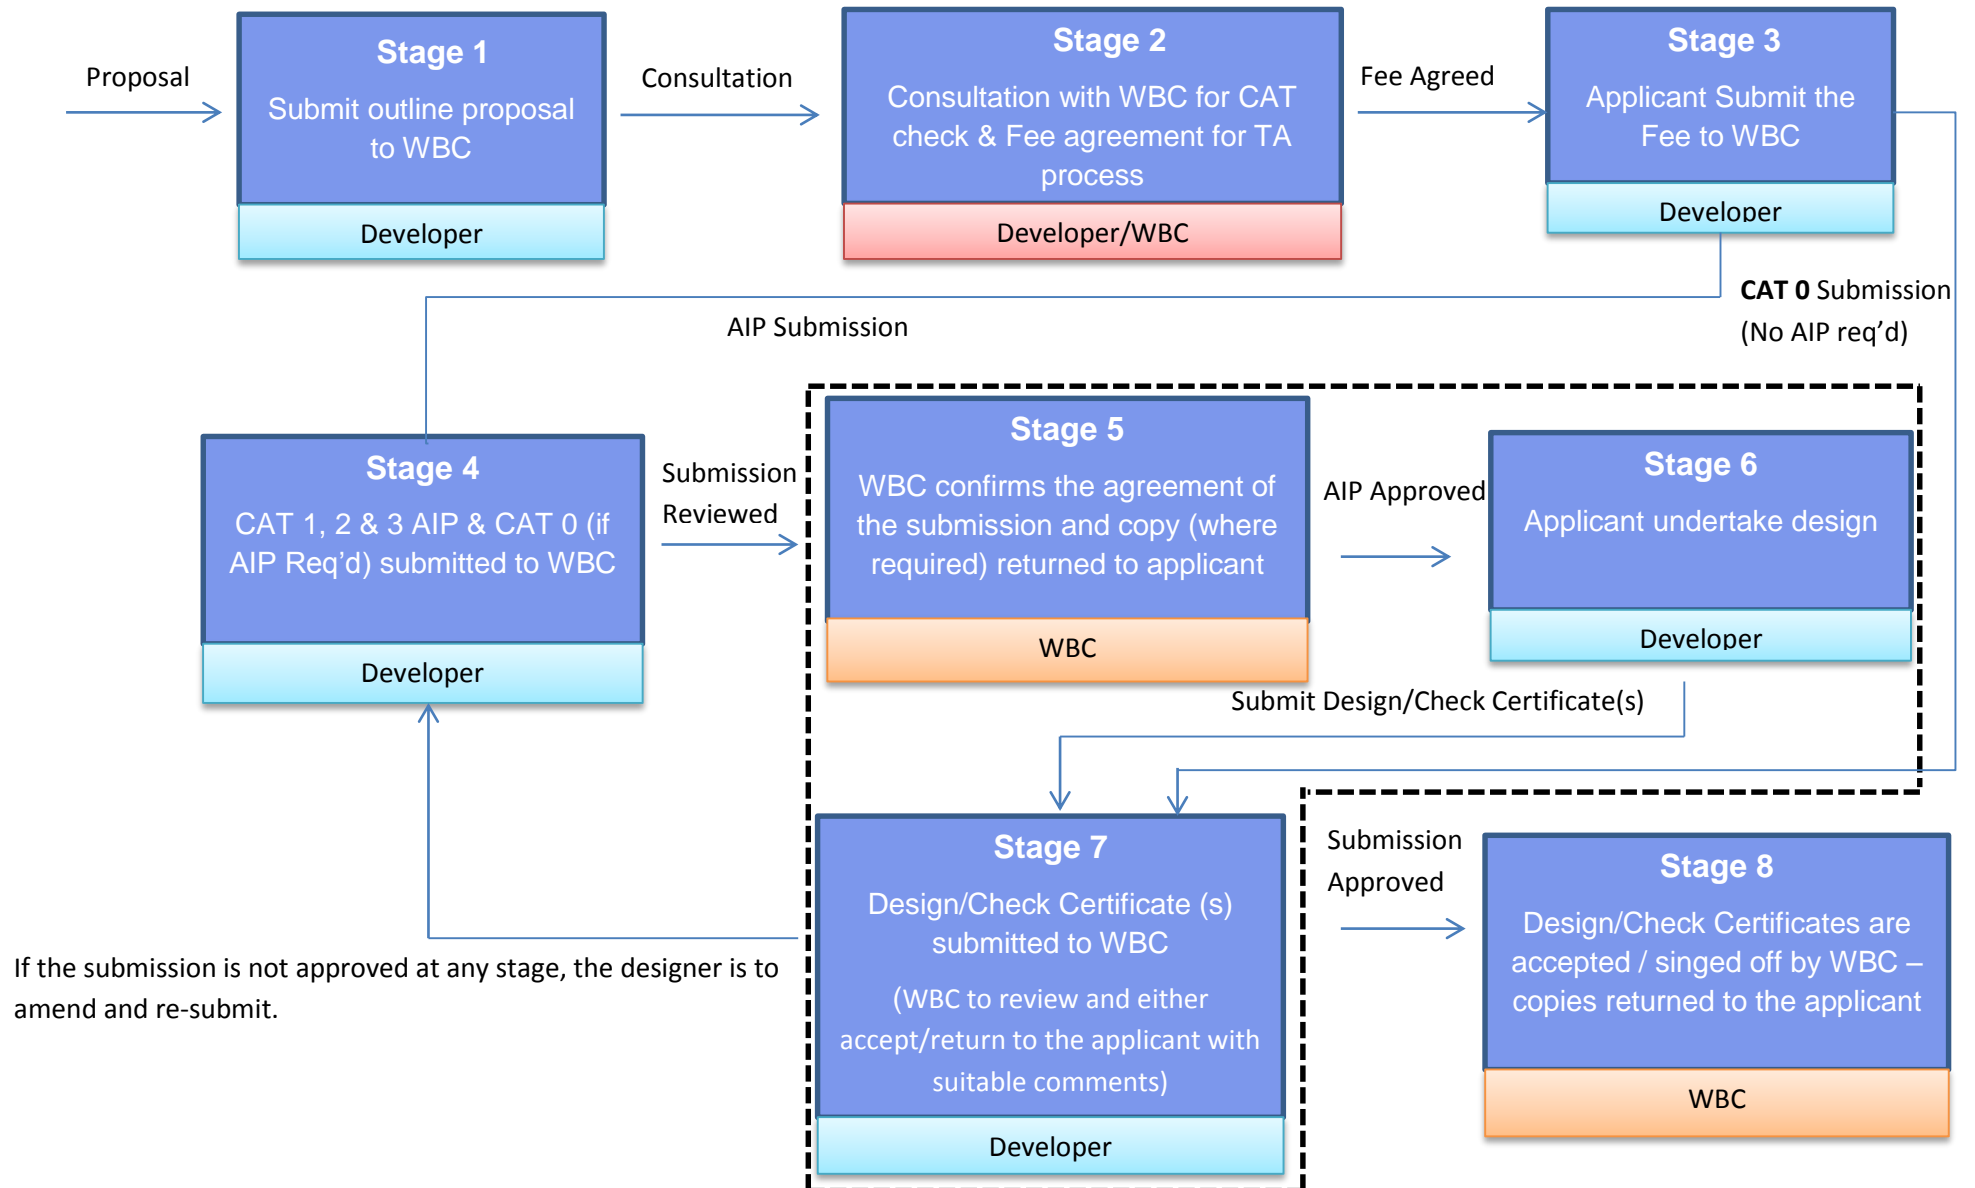 Proposal
Stage 1
Submit outline proposal
to WBC
Developer
Consultation
Stage 2
Consultation with WBC for CAT
check & Fee agreement for TA
process
Developer/WBC
Fee Agreed
Stage 3
Applicant Submit the
Fee to WBC
Developer
CAT 0 Submission
(No AIP req’d)
AIP Submission
Stage 4
CAT 1, 2 & 3 AIP & CAT 0 (if
AIP Req’d) submitted to WBC
Developer
Submission
Reviewed
Stage 5
WBC confirms the agreement of
the submission and copy (where
required) returned to applicant
WBC
AIP Approved
Stage 6
Applicant undertake design
Developer
Submit Design/Check Certificate(s)
Stage 7
Design/Check Certificate (s)
submitted to WBC
(WBC to review and either
accept/return to the applicant with
suitable comments)
Developer
Submission
Approved
Stage 8
Design/Check Certificates are
accepted / singed off by WBC –
copies returned to the applicant
WBC
If the submission is not approved at any stage, the designer is to
amend and re-submit.